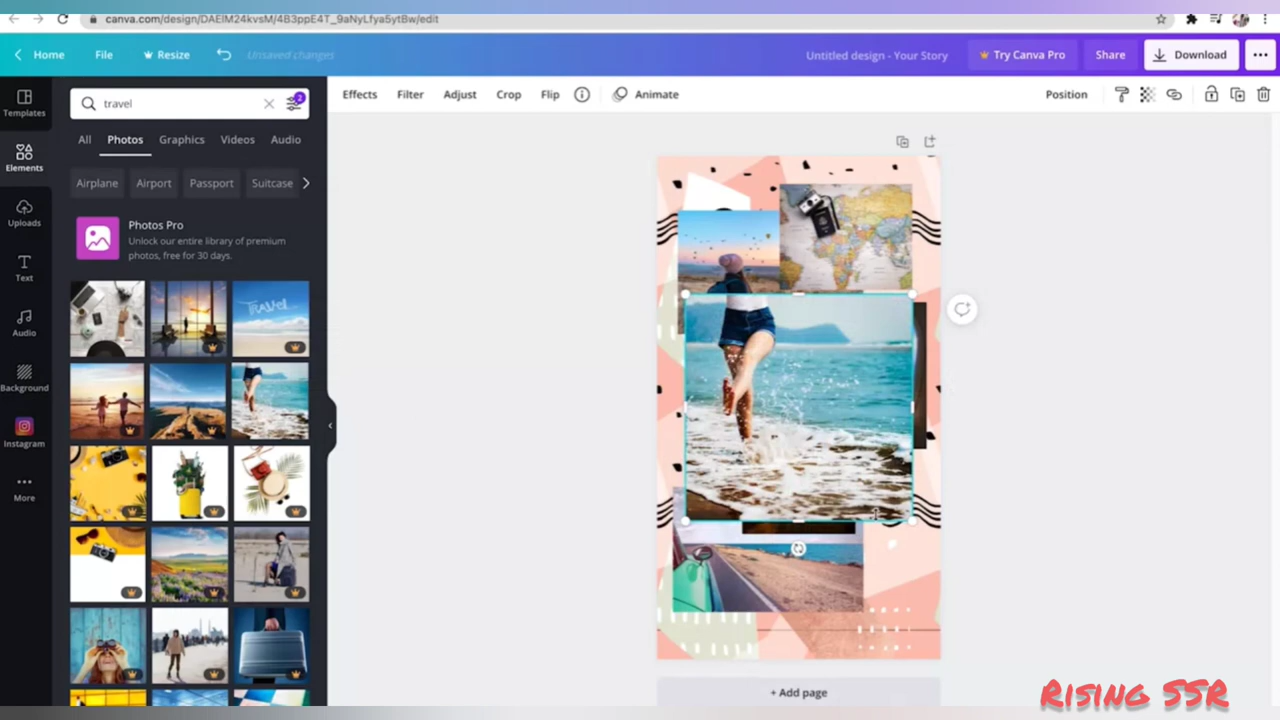 canva.com/design/DAEIM24kvsM/4B3ppE4T_9aNyLfya5ytBw/edit
Home File Resize Unsaved changes Untitled design - Your Story Try Canva Pro Share Download
Templates
Elements
Uploads
Text
Audio
Background
Instagram
More
travel
2
All Photos Graphics Videos Audio
Airplane Airport Passport Suitcase
Photos Pro
Unlock our entire library of premium
photos, free for 30 days.
Travel
Effects Filter Adjust Crop Flip Animate Position
+ Add page
Rising SSR